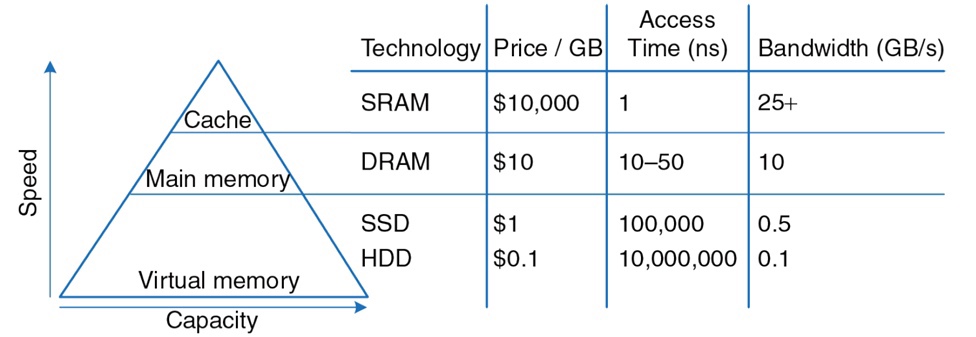 Speed
Cache
Main memory
Virtual memory
Capacity
Technology Price / GB Access Time (ns) Bandwidth (GB/s)
SRAM $10,000 1 25+
DRAM $10 10–50 10
SSD $1 100,000 0.5
HDD $0.1 10,000,000 0.1